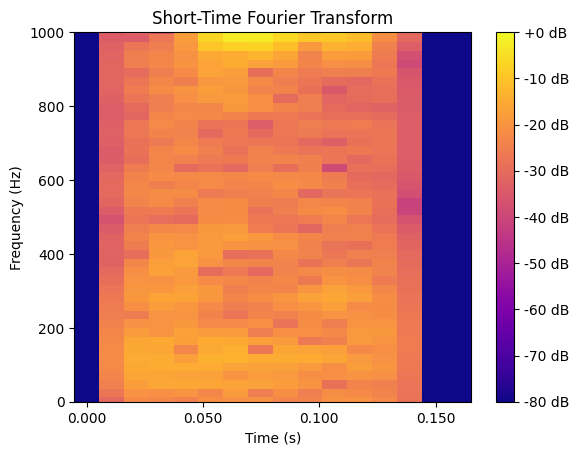 Short-Time Fourier Transform
1000
800
600
400
200
0
Frequency (Hz)
0.000
0.050
0.100
0.150
Time (s)
+0 dB
-10 dB
-20 dB
-30 dB
-40 dB
-50 dB
-60 dB
-70 dB
-80 dB